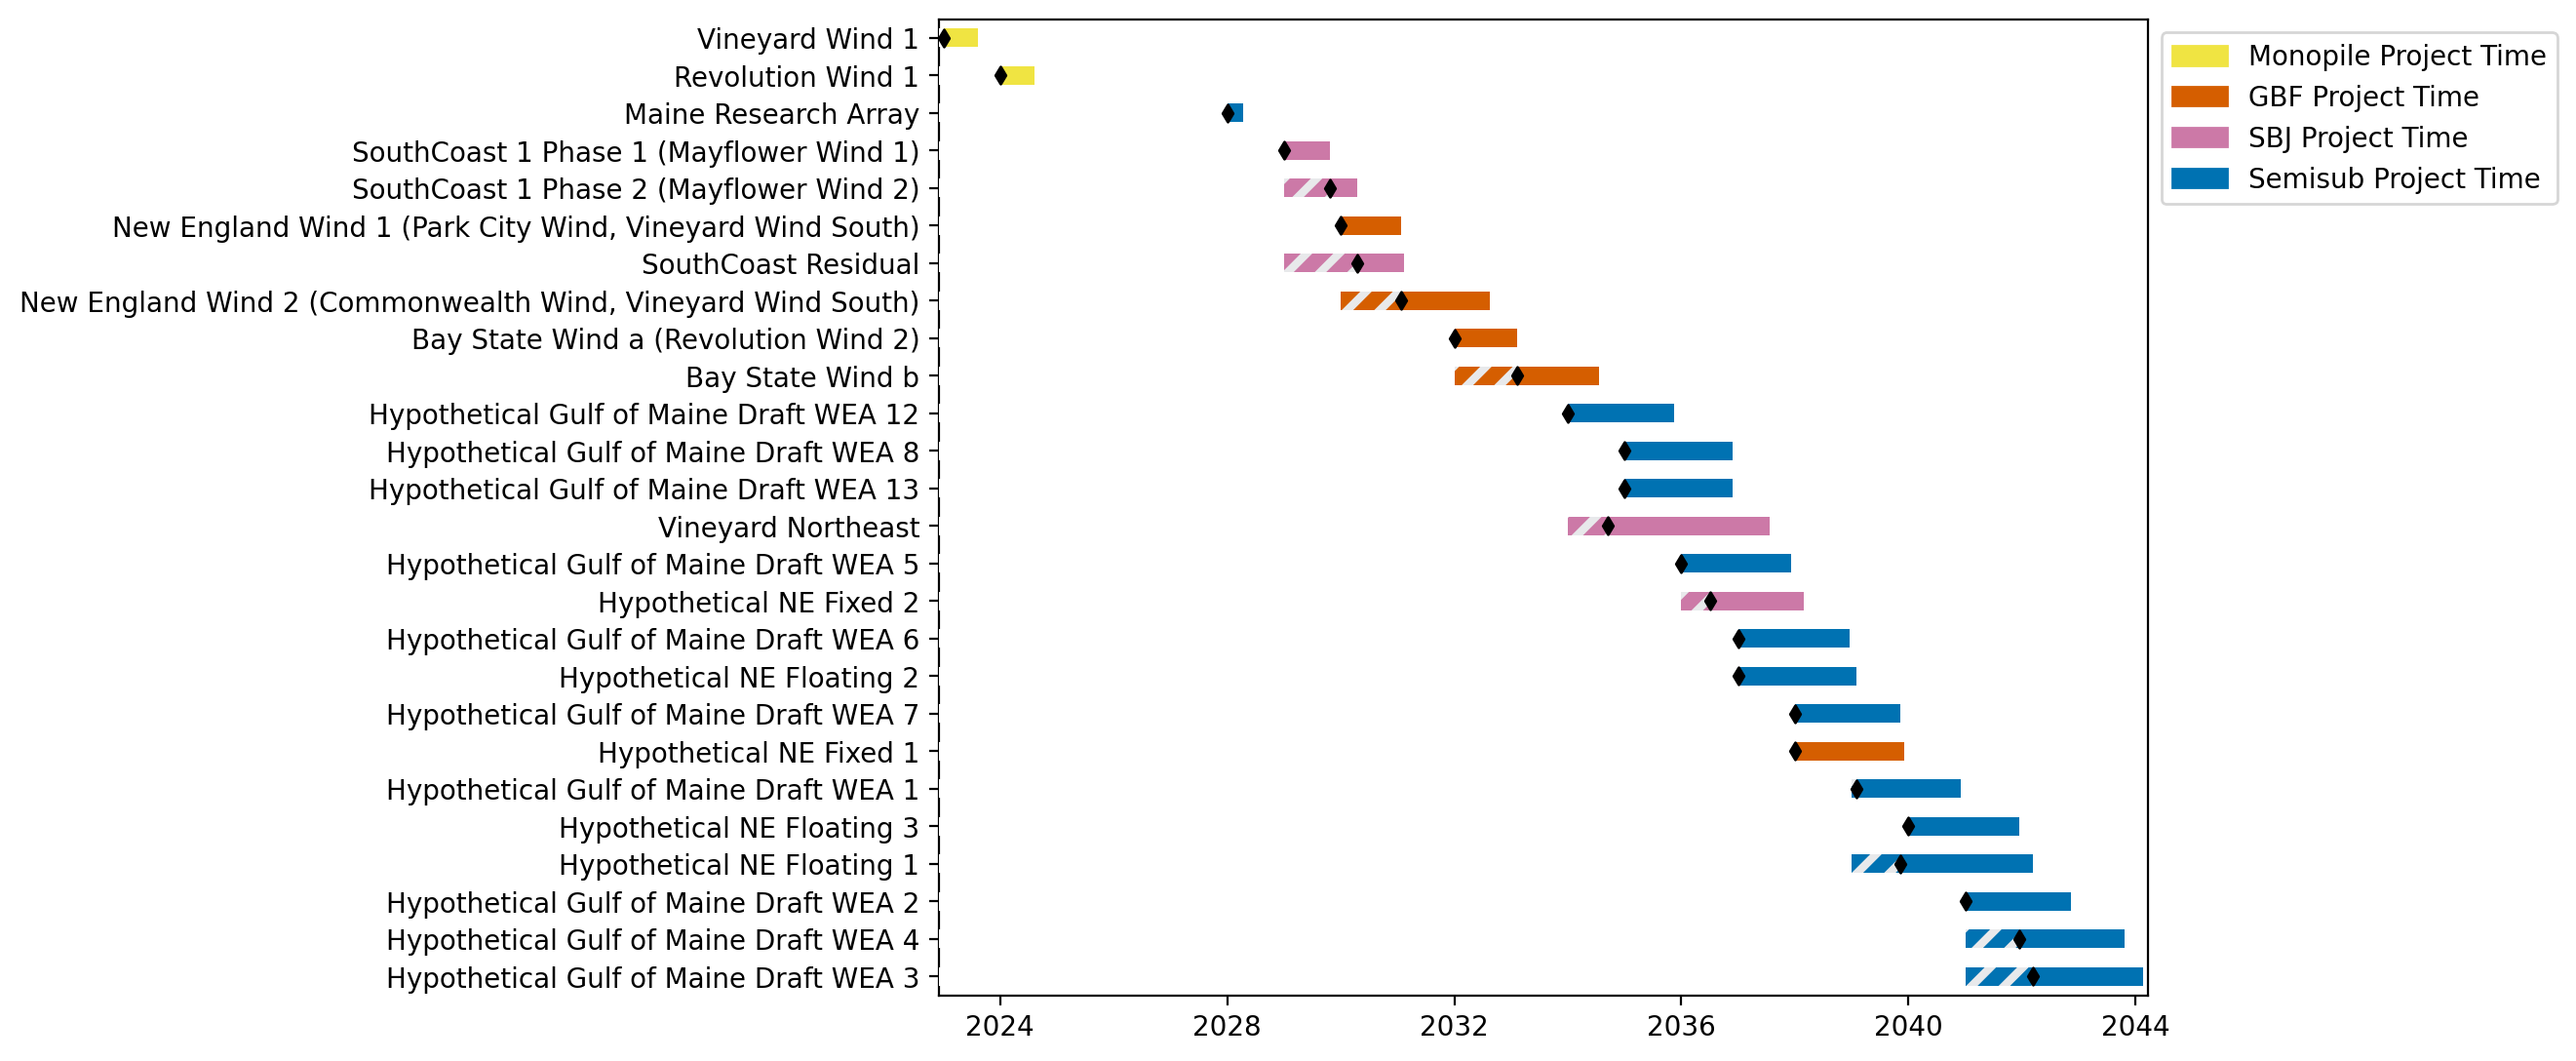 Vineyard Wind 1
Revolution Wind 1
Maine Research Array
SouthCoast 1 Phase 1 (Mayflower Wind 1)
SouthCoast 1 Phase 2 (Mayflower Wind 2)
New England Wind 1 (Park City Wind, Vineyard Wind South)
SouthCoast Residual
New England Wind 2 (Commonwealth Wind, Vineyard Wind South)
Bay State Wind a (Revolution Wind 2)
Bay State Wind b
Hypothetical Gulf of Maine Draft WEA 12
Hypothetical Gulf of Maine Draft WEA 8
Hypothetical Gulf of Maine Draft WEA 13
Vineyard Northeast
Hypothetical Gulf of Maine Draft WEA 5
Hypothetical NE Fixed 2
Hypothetical Gulf of Maine Draft WEA 6
Hypothetical NE Floating 2
Hypothetical Gulf of Maine Draft WEA 7
Hypothetical NE Fixed 1
Hypothetical Gulf of Maine Draft WEA 1
Hypothetical NE Floating 3
Hypothetical NE Floating 1
Hypothetical Gulf of Maine Draft WEA 2
Hypothetical Gulf of Maine Draft WEA 4
Hypothetical Gulf of Maine Draft WEA 3
2024 2028 2032 2036 2040 2044
Monopile Project Time
GBF Project Time
SBJ Project Time
Semisub Project Time